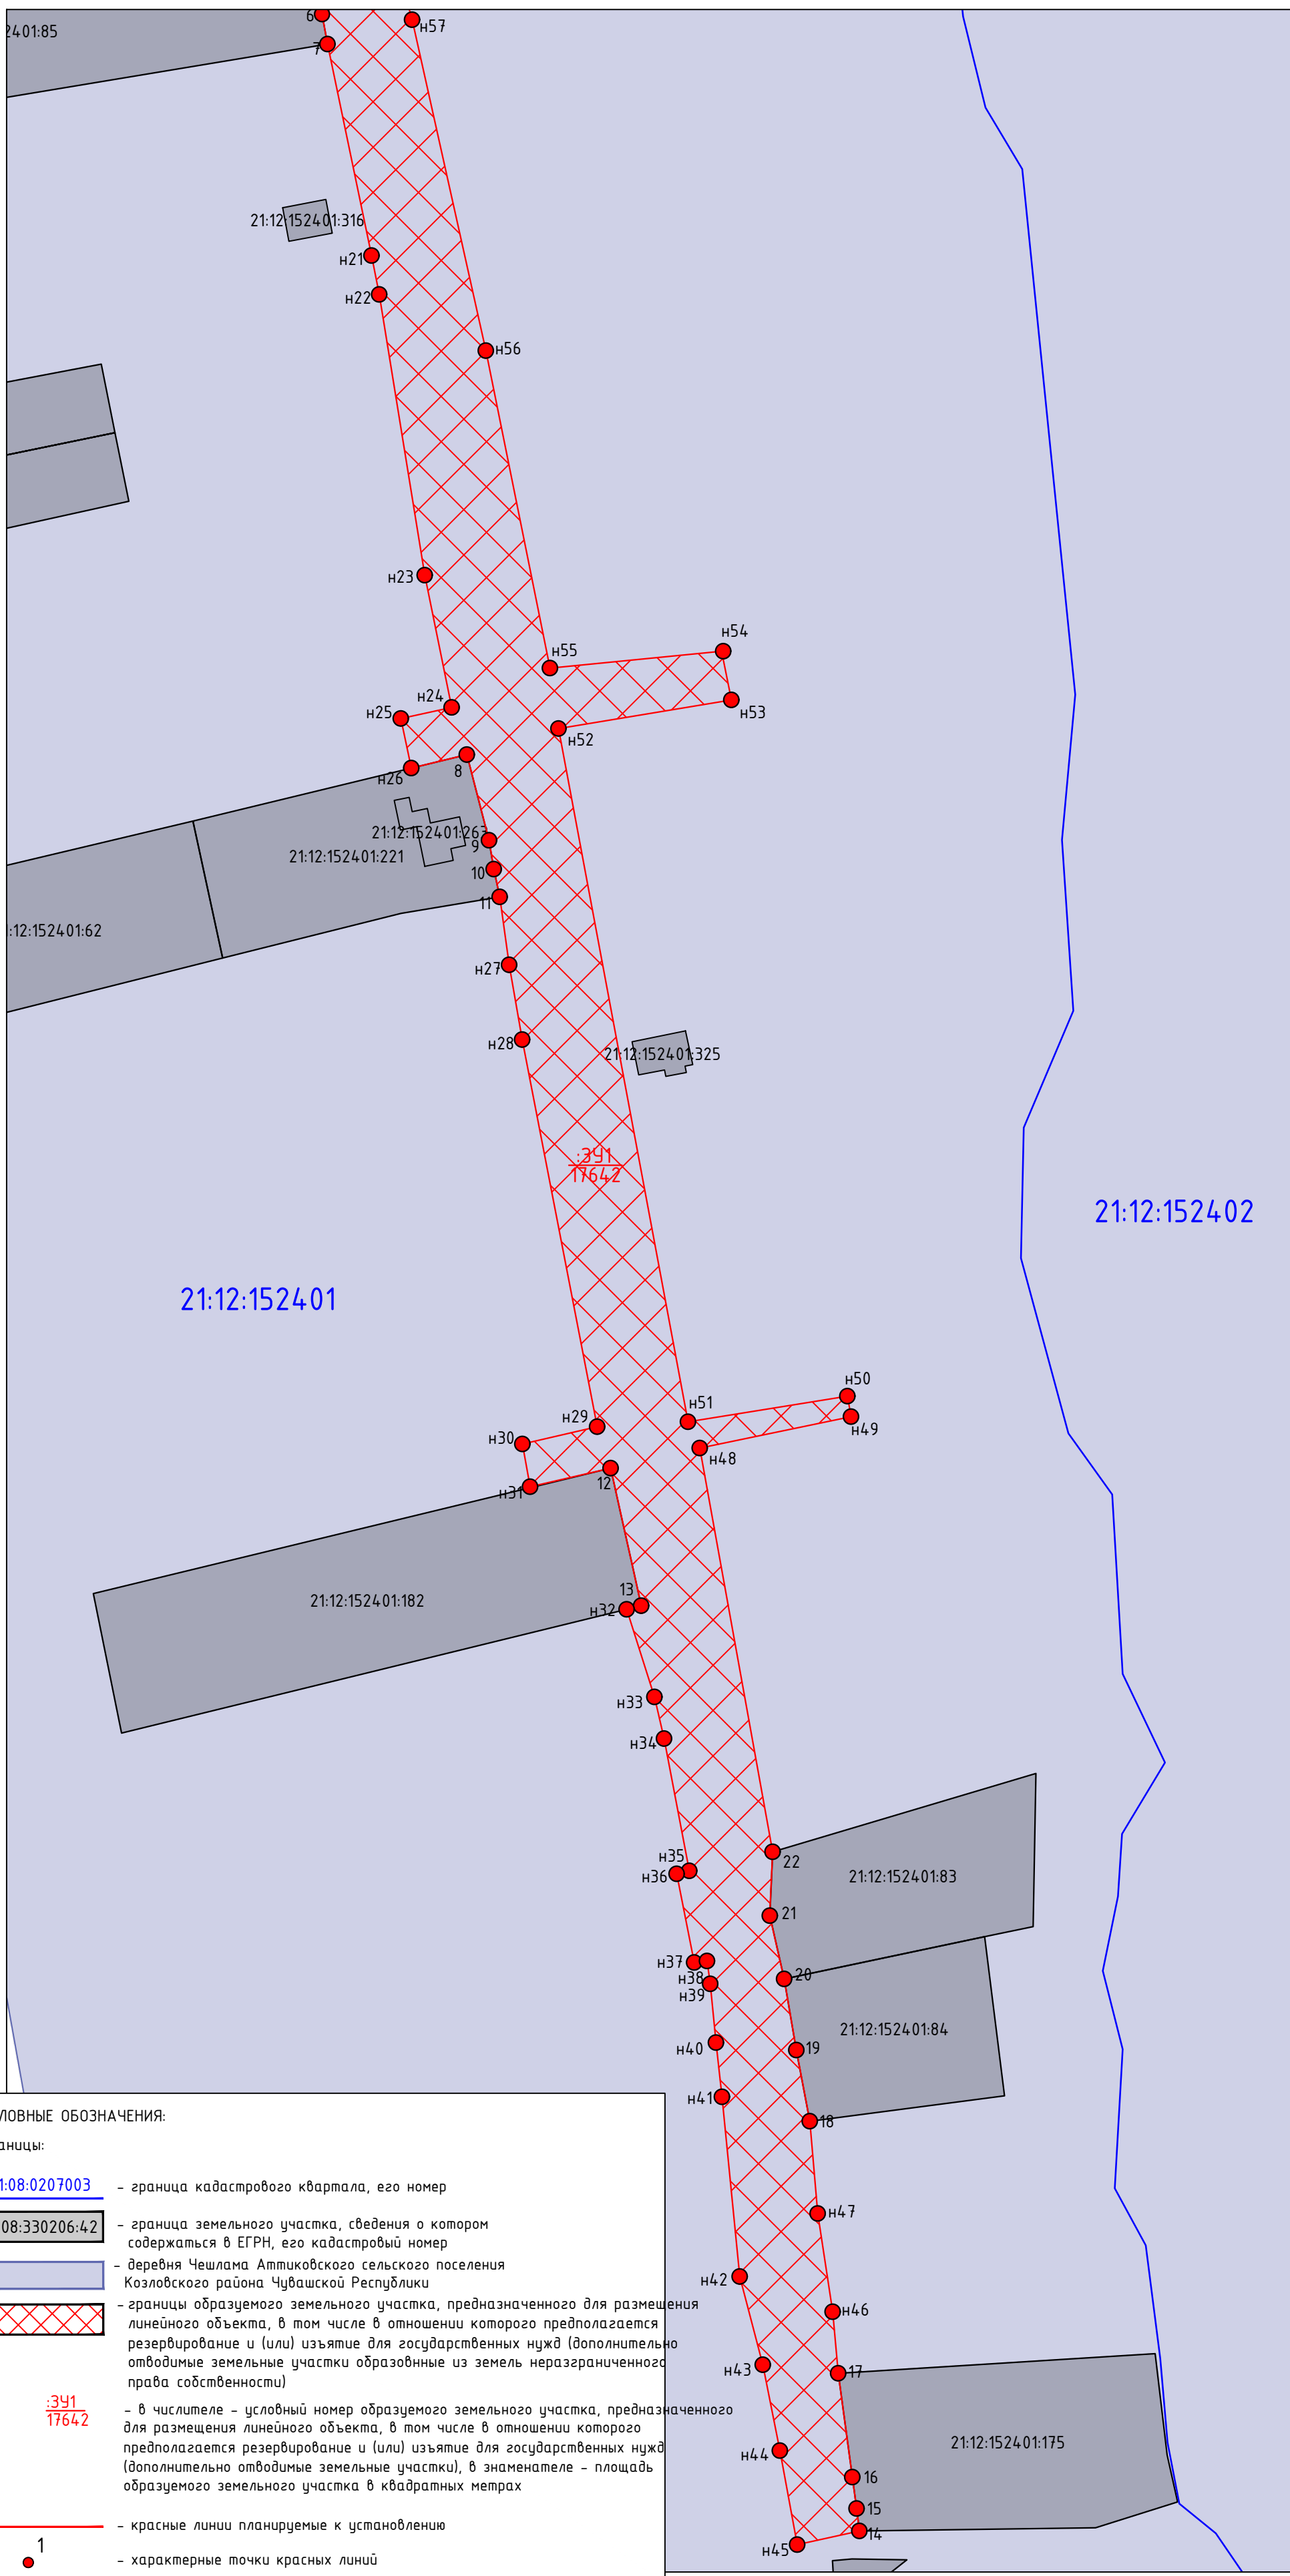 6
н57
2401:85
7
21:12:152401:316
н21
н22
н56
н23
н55
н54
н24
н25
н53
н52
н26
8
21:12:152401:263
9
21:12:152401:221
10
11
:12:152401:62
н27
н28
21:12:152401:325
:ЗУ1
17642
21:12:152402
21:12:152401
н50
н51
н29
н49
н30
н48
12
н31
13
21:12:152401:182
н32
н33
н34
н35
22
н36
21:12:152401:83
21
н37
20
н38
н39
21:12:152401:84
н40
19
н41
18
н47
н42
н46
н43
17
21:12:152401:175
н44
16
15
14
н45
ЛОВНЫЕ ОБОЗНАЧЕНИЯ:
аницы:
1:08:0207003 – граница кадастрового квартала, его номер
08:330206:42 – граница земельного участка, сведения о котором
содержаться в ЕГРН, его кадастровый номер
– деревня Чешлама Аттиковского сельского поселения
Козловского района Чувашской Республики
– границы образуемого земельного участка, предназначенного для размещения
линейного объекта, в том числе в отношении которого предполагается
резервирование и (или) изъятие для государственных нужд (дополнительно
отводимые земельные участки образовнные из земель неразграниченного
права собственности)
:ЗУ1
17642
– в числителе – условный номер образуемого земельного участка, предназначенного
для размещения линейного объекта, в том числе в отношении которого
предполагается резервирование и (или) изъятие для государственных нужд
(дополнительно отводимые земельные участки), в знаменателе – площадь
образуемого земельного участка в квадратных метрах
– красные линии планируемые к установлению
1
– характерные точки красных линий